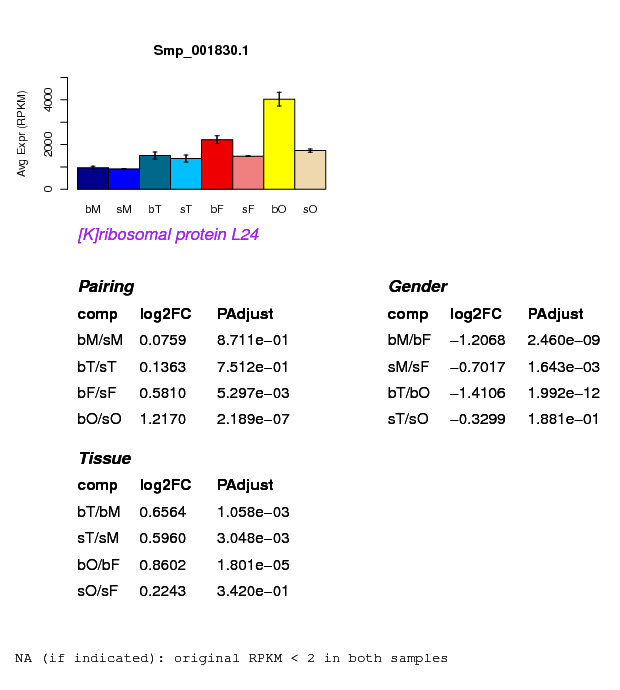 Smp_001830.1
Avg Expr (RPKM)
4000
2000
0
bM sM bT sT bF sF bO sO
[K]ribosomal protein L24
Pairing
comp log2FC PAdjust
bM/sM 0.0759 8.711e−01
bT/sT 0.1363 7.512e−01
bF/sF 0.5810 5.297e−03
bO/sO 1.2170 2.189e−07
Gender
comp log2FC PAdjust
bM/bF −1.2068 2.460e−09
sM/sF −0.7017 1.643e−03
bT/bO −1.4106 1.992e−12
sT/sO −0.3299 1.881e−01
Tissue
comp log2FC PAdjust
bT/bM 0.6564 1.058e−03
sT/sM 0.5960 3.048e−03
bO/bF 0.8602 1.801e−05
sO/sF 0.2243 3.420e−01
NA (if indicated): original RPKM < 2 in both samples